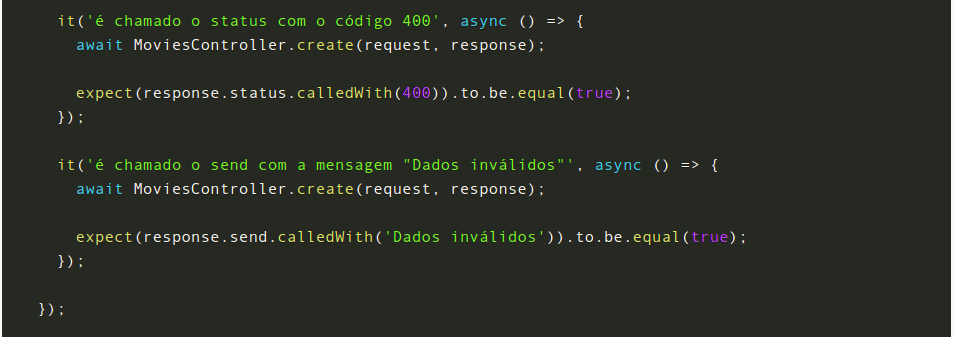 it('é chamado o status com o código 400', async () => {
await MoviesController.create(request, response);
expect(response.status.calledWith(400)).to.be.equal(true);
});
it('é chamado o send com a mensagem "Dados inválidos"', async () => {
await MoviesController.create(request, response);
expect(response.send.calledWith('Dados inválidos')).to.be.equal(true);
});
});